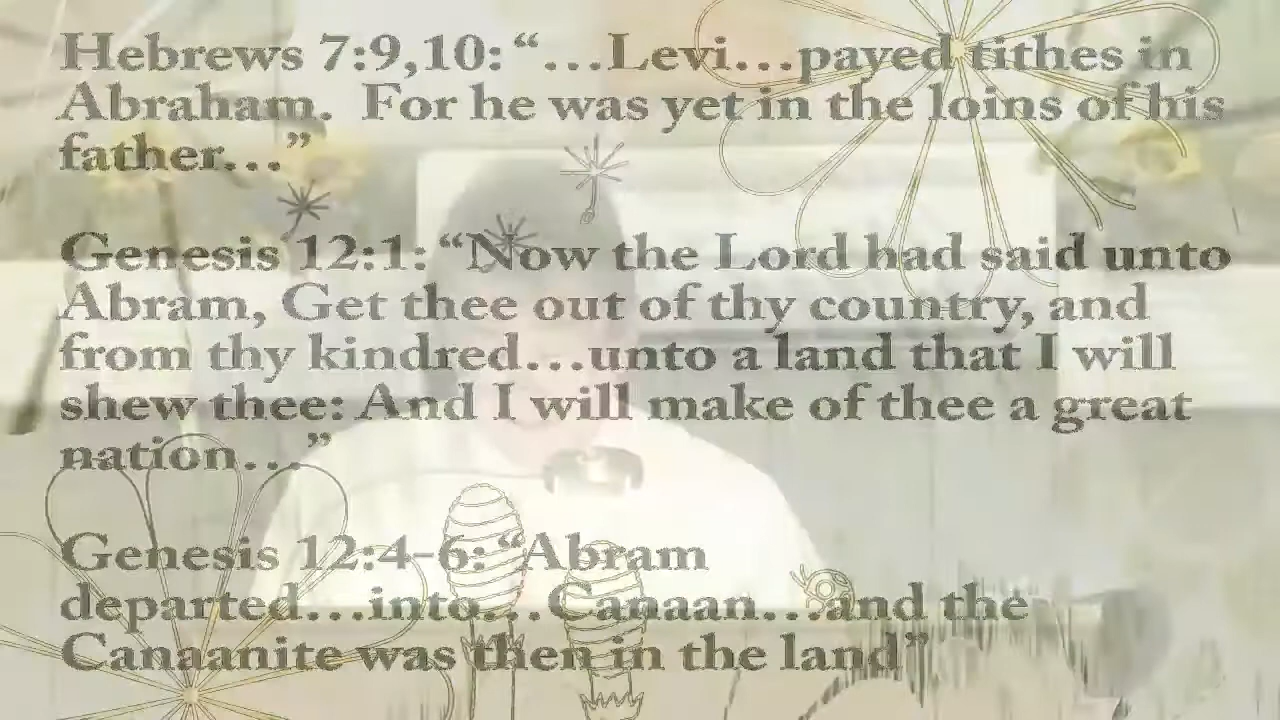 Hebrews 7:9,10: “…Levi…payed tithes in
Abraham.  For he was yet in the loins of his
father…”
Genesis 12:1: “Now the Lord had said unto
Abram, Get thee out of thy country, and
from thy kindred…unto a land that I will
shew thee: And I will make of thee a great
nation…”
Genesis 12:4-6:“Abram
departed…into…Canaan…and the
Canaanite was then in the land”